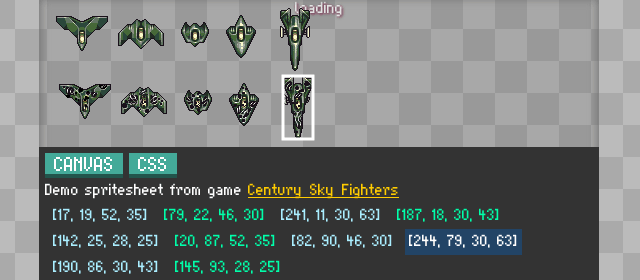 Loading
CANVAS CSS
Demo spritesheet from game Century Sky Fighters
[17, 19, 52, 35] [79, 22, 46, 30] [241, 11, 30, 63] [187, 18, 30, 43]
[142, 25, 28, 25] [20, 87, 52, 35] [82, 90, 46, 30] [244, 79, 30, 63]
[190, 86, 30, 43] [145, 93, 28, 25]